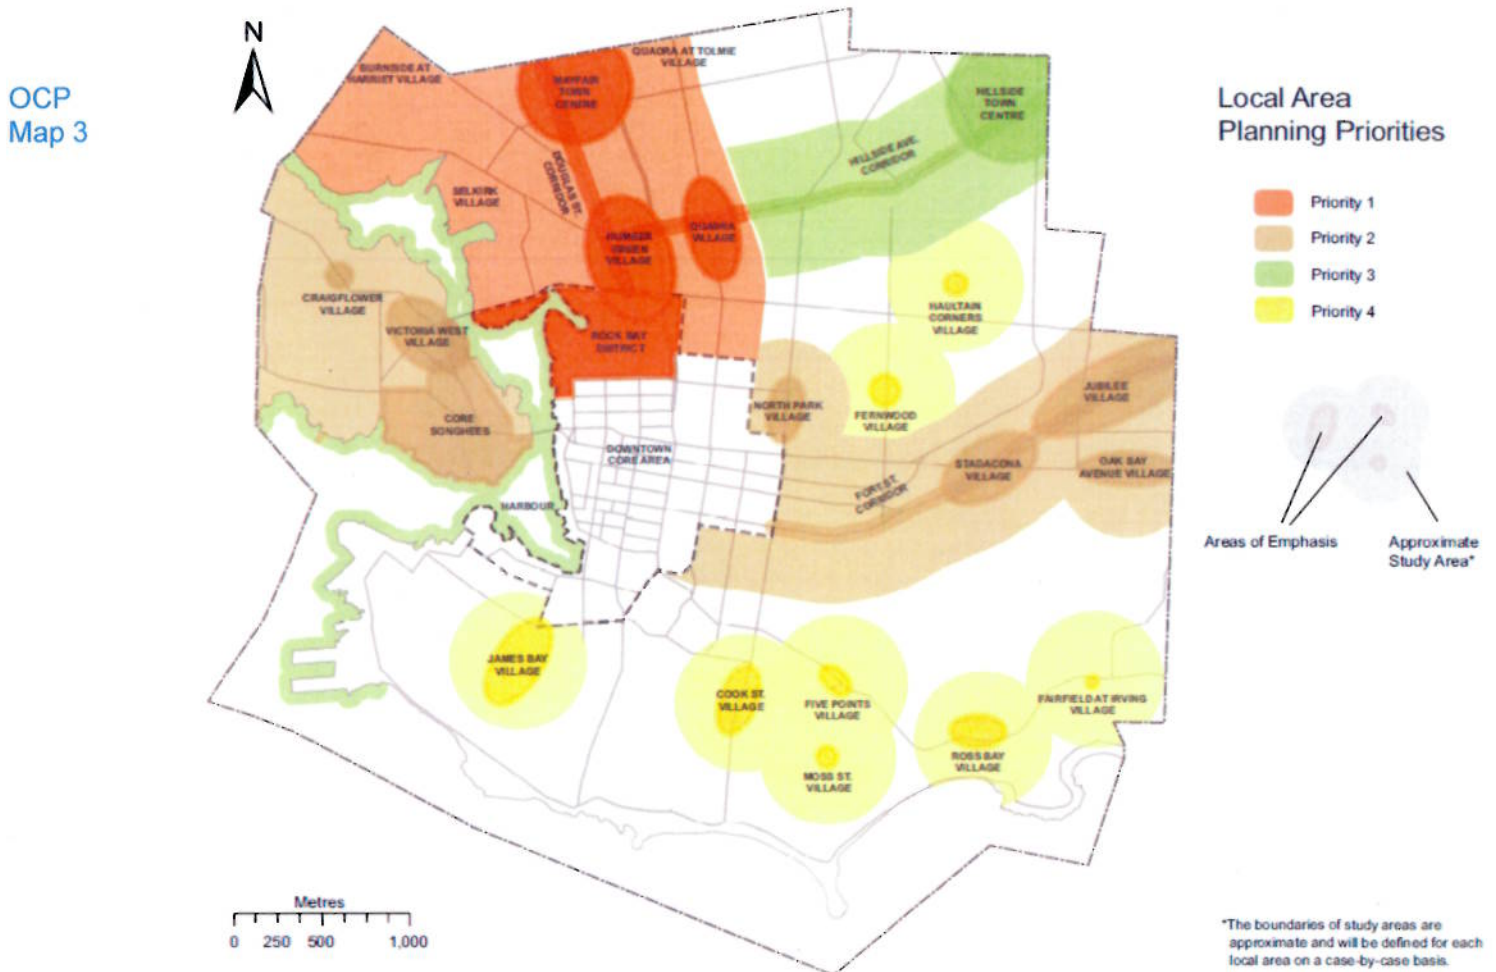 OCP
Map 3
N
Local Area
Planning Priorities
Priority 1
Priority 2
Priority 3
Priority 4
Areas of Emphasis
Approximate
Study Area*
BURNSIDE AT
HARRIET VILLAGE
MAYFAIR
TOWN
CENTRE
QUADRA AT TOLMIE
VILLAGE
HILLSIDE
TOWN
CENTRE
HILLSIDE AVE.
CORRIDOR
DOUGLAS ST.
CORRIDOR
SELKIRK
VILLAGE
HUMBER
GREEN
VILLAGE
QUADRA
VILLAGE
CRAIGFLOWER
VILLAGE
VICTORIA WEST
VILLAGE
ROCK BAY
DISTRICT
HAULTAIN
CORNERS
VILLAGE
CORE
SONGHEES
NORTH PARK
VILLAGE
FERNWOOD
VILLAGE
JUBILEE
VILLAGE
DOWNTOWN
CORE AREA
STADACONA
VILLAGE
OAK BAY
AVENUE VILLAGE
FORT ST.
CORRIDOR
HARBOUR
JAMES BAY
VILLAGE
COOK ST.
VILLAGE
FIVE POINTS
VILLAGE
FAIRFIELD AT IRVING
VILLAGE
ROSS BAY
VILLAGE
MOSS ST.
VILLAGE
Metres
0 250 500 1,000
*The boundaries of study areas are
approximate and will be defined for each
local area on a case-by-case basis.